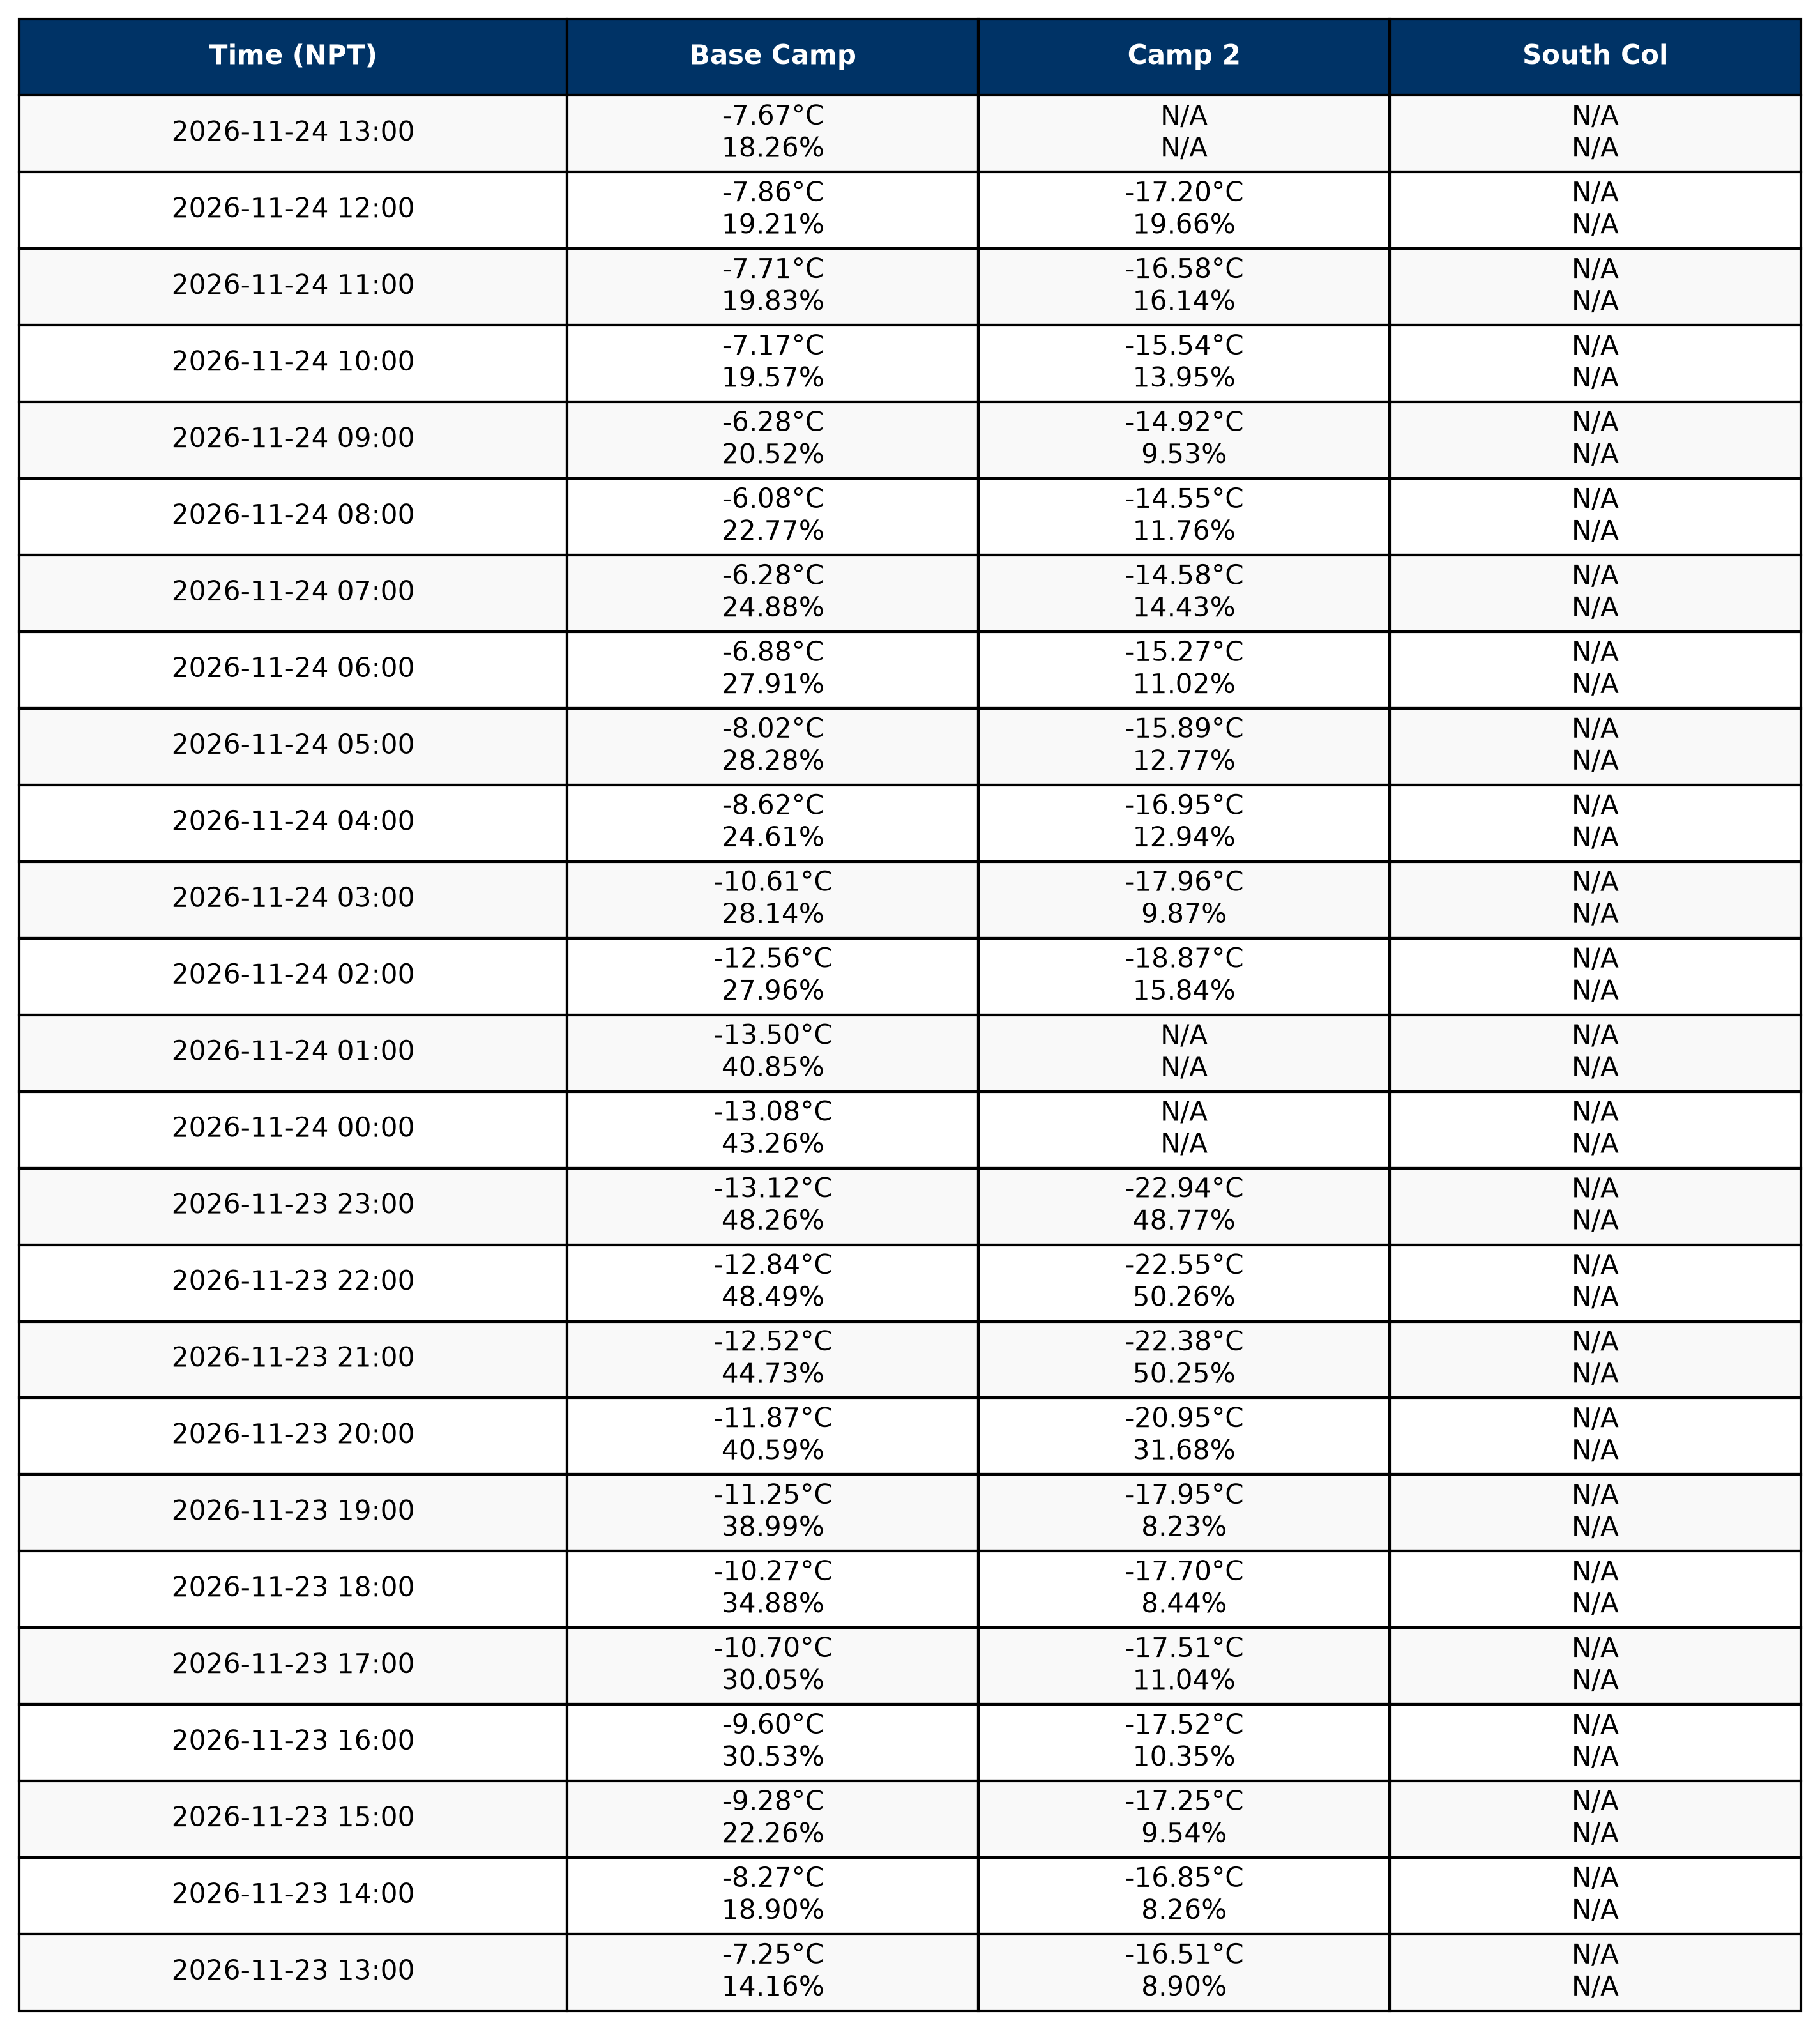 Time (NPT) Base Camp Camp 2 South Col
-7.67°C N/A N/A
2026-11-24 13:00
18.26% N/A N/A
-7.86°C -17.20°C N/A
2026-11-24 12:00
19.21% 19.66% N/A
-7.71°C -16.58°C N/A
2026-11-24 11:00
19.83% 16.14% N/A
-7.17°C -15.54°C N/A
2026-11-24 10:00
19.57% 13.95% N/A
-6.28°C -14.92°C N/A
2026-11-24 09:00
20.52% 9.53% N/A
-6.08°C -14.55°C N/A
2026-11-24 08:00
22.77% 11.76% N/A
-6.28°C -14.58°C N/A
2026-11-24 07:00
24.88% 14.43% N/A
-6.88°C -15.27°C N/A
2026-11-24 06:00
27.91% 11.02% N/A
-8.02°C -15.89°C N/A
2026-11-24 05:00
28.28% 12.77% N/A
-8.62°C -16.95°C N/A
2026-11-24 04:00
24.61% 12.94% N/A
-10.61°C -17.96°C N/A
2026-11-24 03:00
28.14% 9.87% N/A
-12.56°C -18.87°C N/A
2026-11-24 02:00
27.96% 15.84% N/A
-13.50°C N/A N/A
2026-11-24 01:00
40.85% N/A N/A
-13.08°C N/A N/A
2026-11-24 00:00
43.26% N/A N/A
-13.12°C -22.94°C N/A
2026-11-23 23:00
48.26% 48.77% N/A
-12.84°C -22.55°C N/A
2026-11-23 22:00
48.49% 50.26% N/A
-12.52°C -22.38°C N/A
2026-11-23 21:00
44.73% 50.25% N/A
-11.87°C -20.95°C N/A
2026-11-23 20:00
40.59% 31.68% N/A
-11.25°C -17.95°C N/A
2026-11-23 19:00
38.99% 8.23% N/A
-10.27°C -17.70°C N/A
2026-11-23 18:00
34.88% 8.44% N/A
-10.70°C -17.51°C N/A
2026-11-23 17:00
30.05% 11.04% N/A
-9.60°C -17.52°C N/A
2026-11-23 16:00
30.53% 10.35% N/A
-9.28°C -17.25°C N/A
2026-11-23 15:00
22.26% 9.54% N/A
-8.27°C -16.85°C N/A
2026-11-23 14:00
18.90% 8.26% N/A
-7.25°C -16.51°C N/A
2026-11-23 13:00
14.16% 8.90% N/A